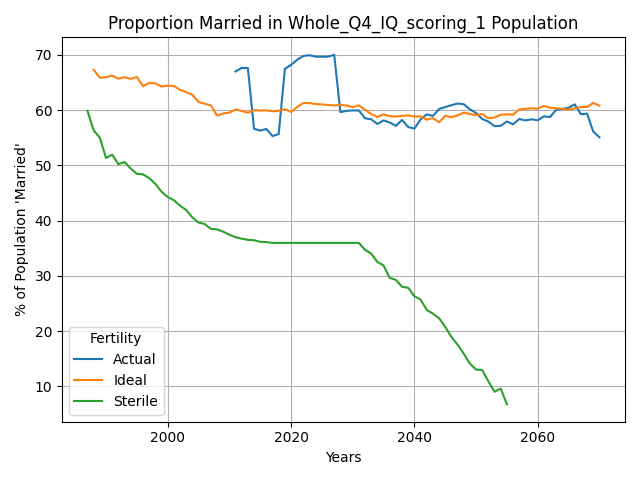 Proportion Married in Whole_Q4_IQ_scoring_1 Population
% of Population 'Married'
70
60
50
40
30
20
10
Fertility
Actual
Ideal
Sterile
2000
2020
2040
2060
Years